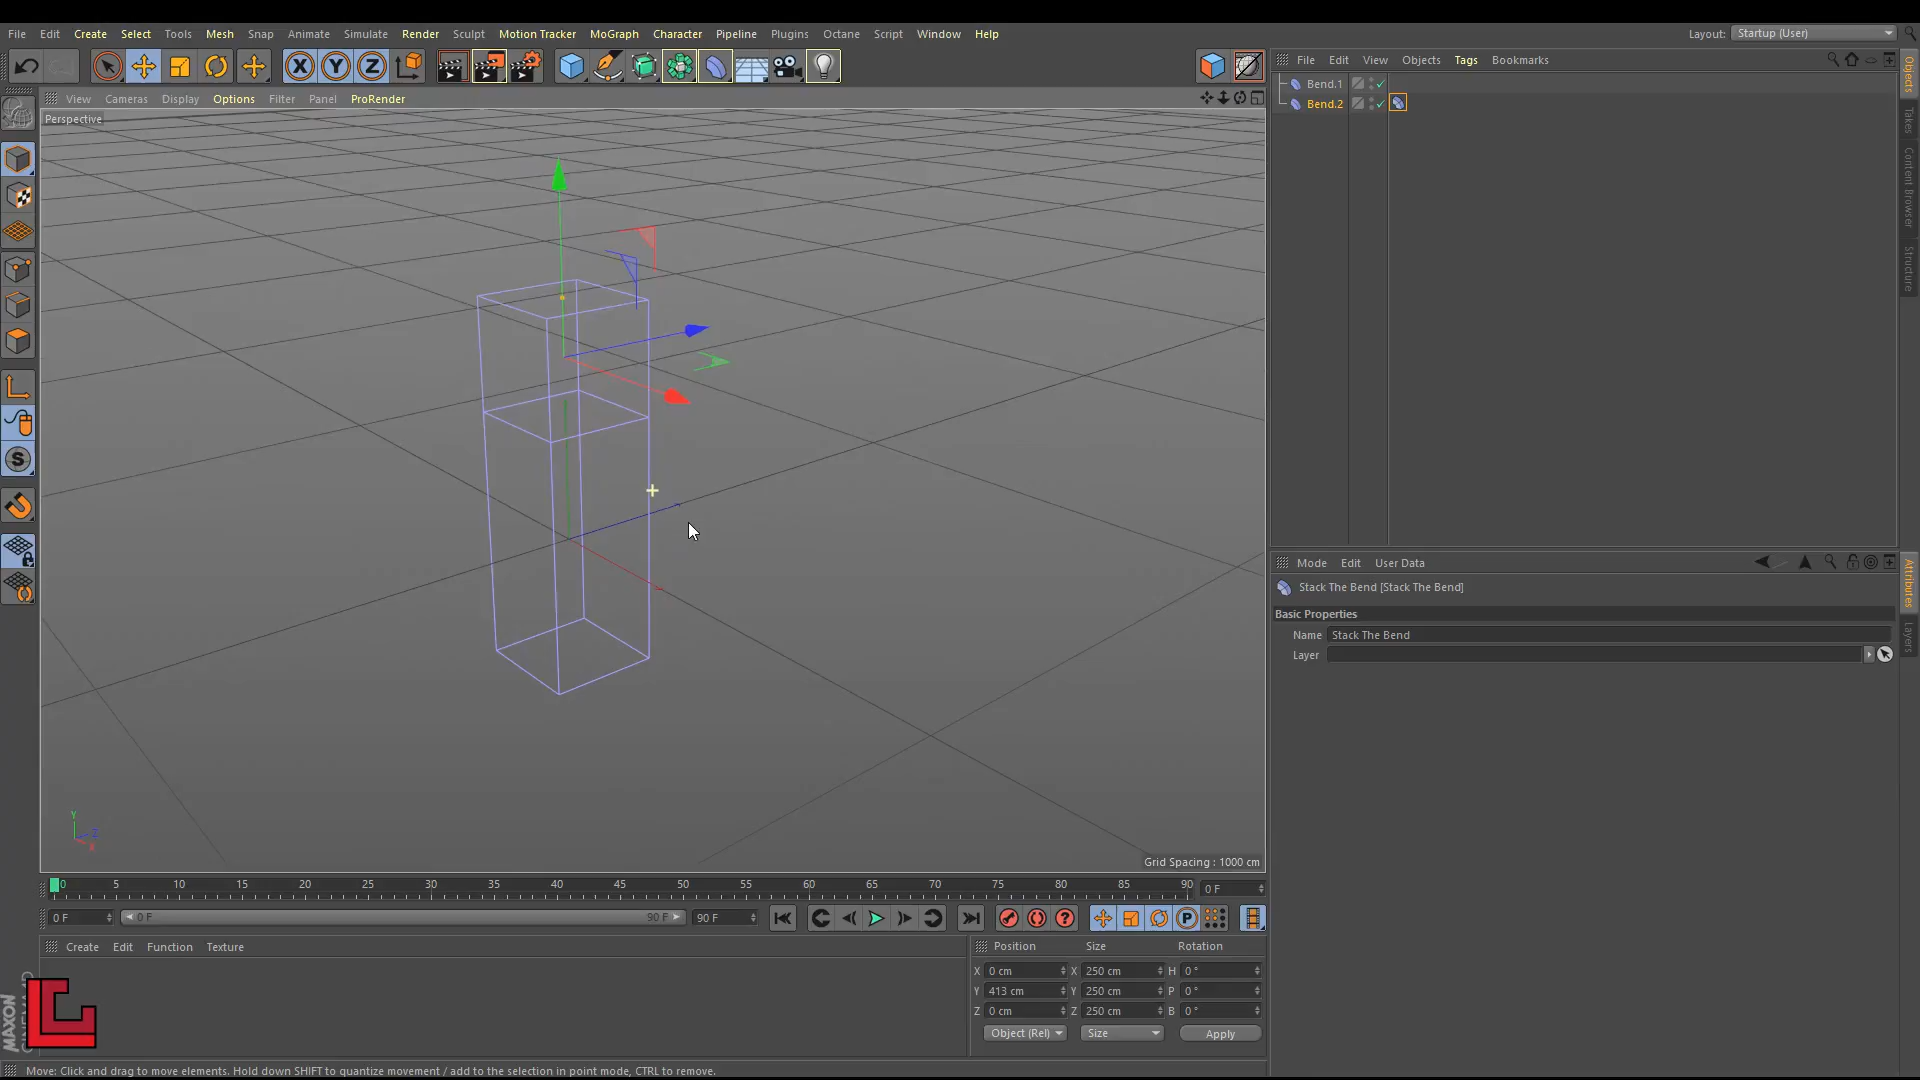 File Edit Create Select Tools Mesh Snap Animate Simulate Render Sculpt Motion Tracker MoGraph Character Pipeline Plugins Octane Script Window Help
Layout: Startup (User)
X Y Z
File Edit View Objects Tags Bookmarks
View Cameras Display Options Filter Panel ProRender
Perspective
Bend.1
Bend.2
Objects
Takes
Content Browser
Structure
S
Mode Edit User Data
Stack The Bend [Stack The Bend]
Basic Properties
Name Stack The Bend
Layer
Attributes
Layers
Y
Z
X
Grid Spacing : 1000 cm
0 5 10 15 20 25 30 35 40 45 50 55 60 65 70 75 80 85 90
0 F
0 F 0 F 90 F 90 F
P
Create Edit Function Texture
Position Size Rotation
X 0 cm X 250 cm H 0 °
Y 413 cm Y 250 cm P 0 °
Z 0 cm Z 250 cm B 0 °
Object (Rel) Size Apply
MAXON
Move: Click and drag to move elements. Hold down SHIFT to quantize movement / add to the selection in point mode, CTRL to remove.